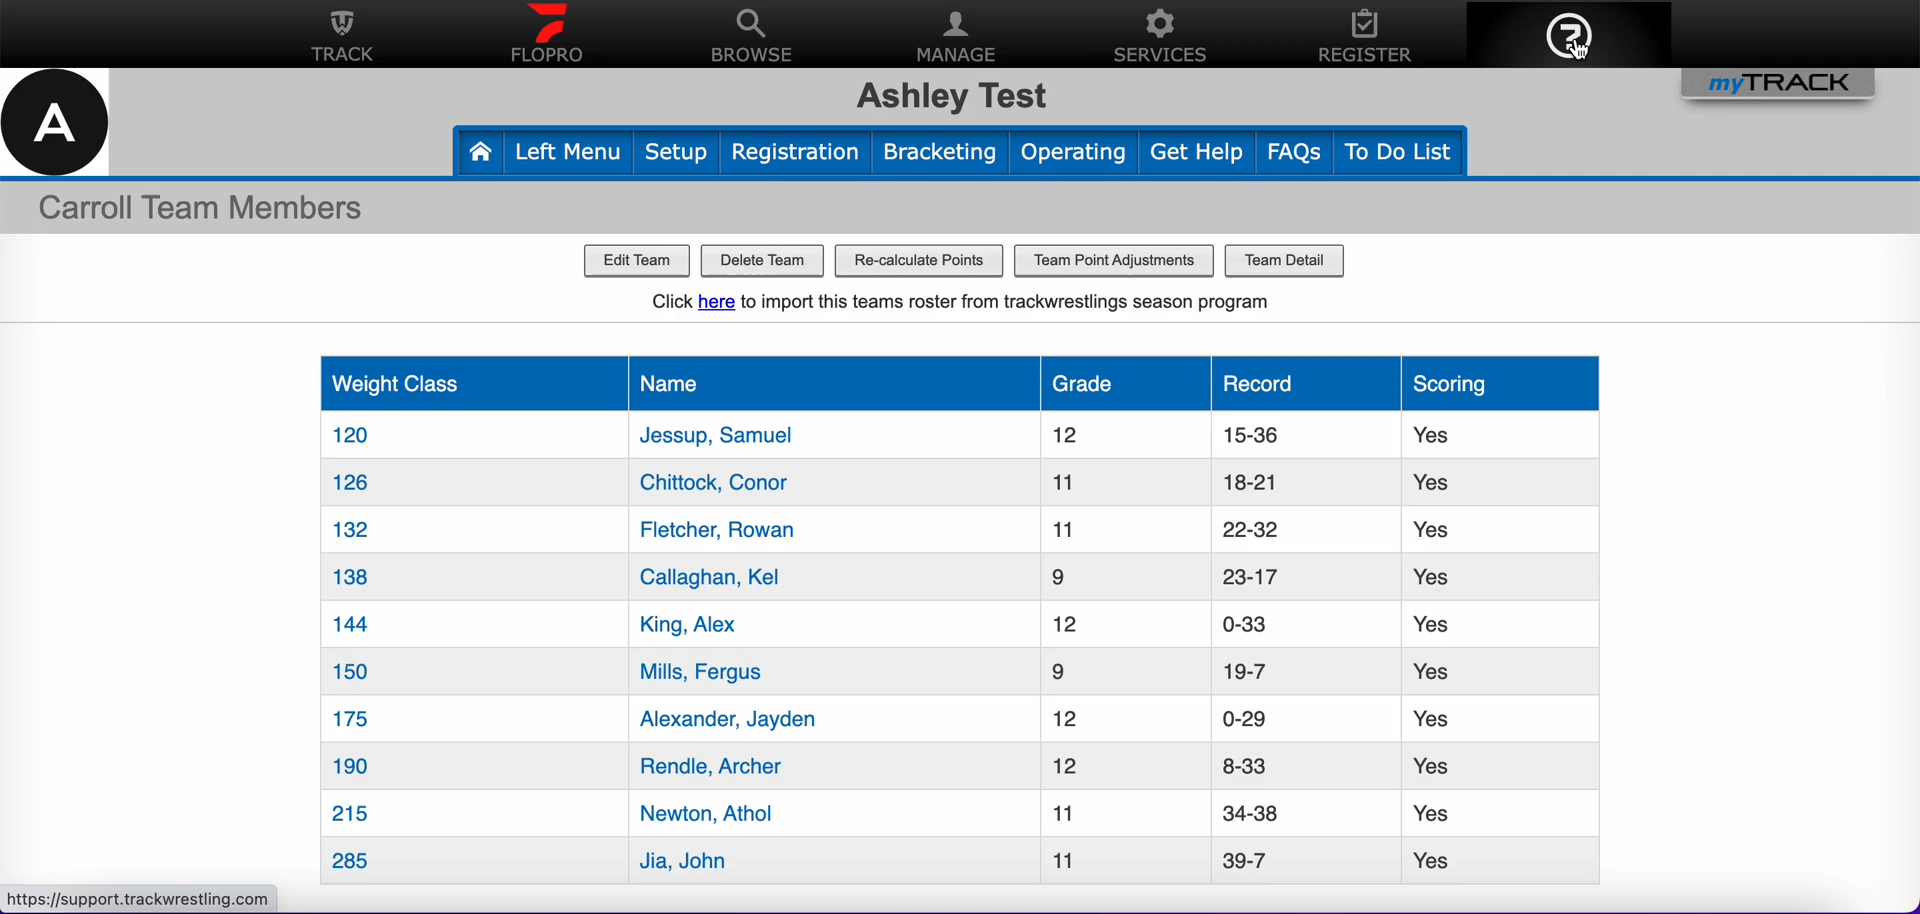 TRACK FLOPRO BROWSE MANAGE SERVICES REGISTER ?
A
Ashley Test
myTRACK
Left Menu Setup Registration Bracketing Operating Get Help FAQs To Do List
Carroll Team Members
Edit Team Delete Team Re-calculate Points Team Point Adjustments Team Detail
Click here to import this teams roster from trackwrestlings season program
Weight Class Name Grade Record Scoring
120 Jessup, Samuel 12 15-36 Yes
126 Chittock, Conor 11 18-21 Yes
132 Fletcher, Rowan 11 22-32 Yes
138 Callaghan, Kel 9 23-17 Yes
144 King, Alex 12 0-33 Yes
150 Mills, Fergus 9 19-7 Yes
175 Alexander, Jayden 12 0-29 Yes
190 Rendle, Archer 12 8-33 Yes
215 Newton, Athol 11 34-38 Yes
285 Jia, John 11 39-7 Yes
https://support.trackwrestling.com